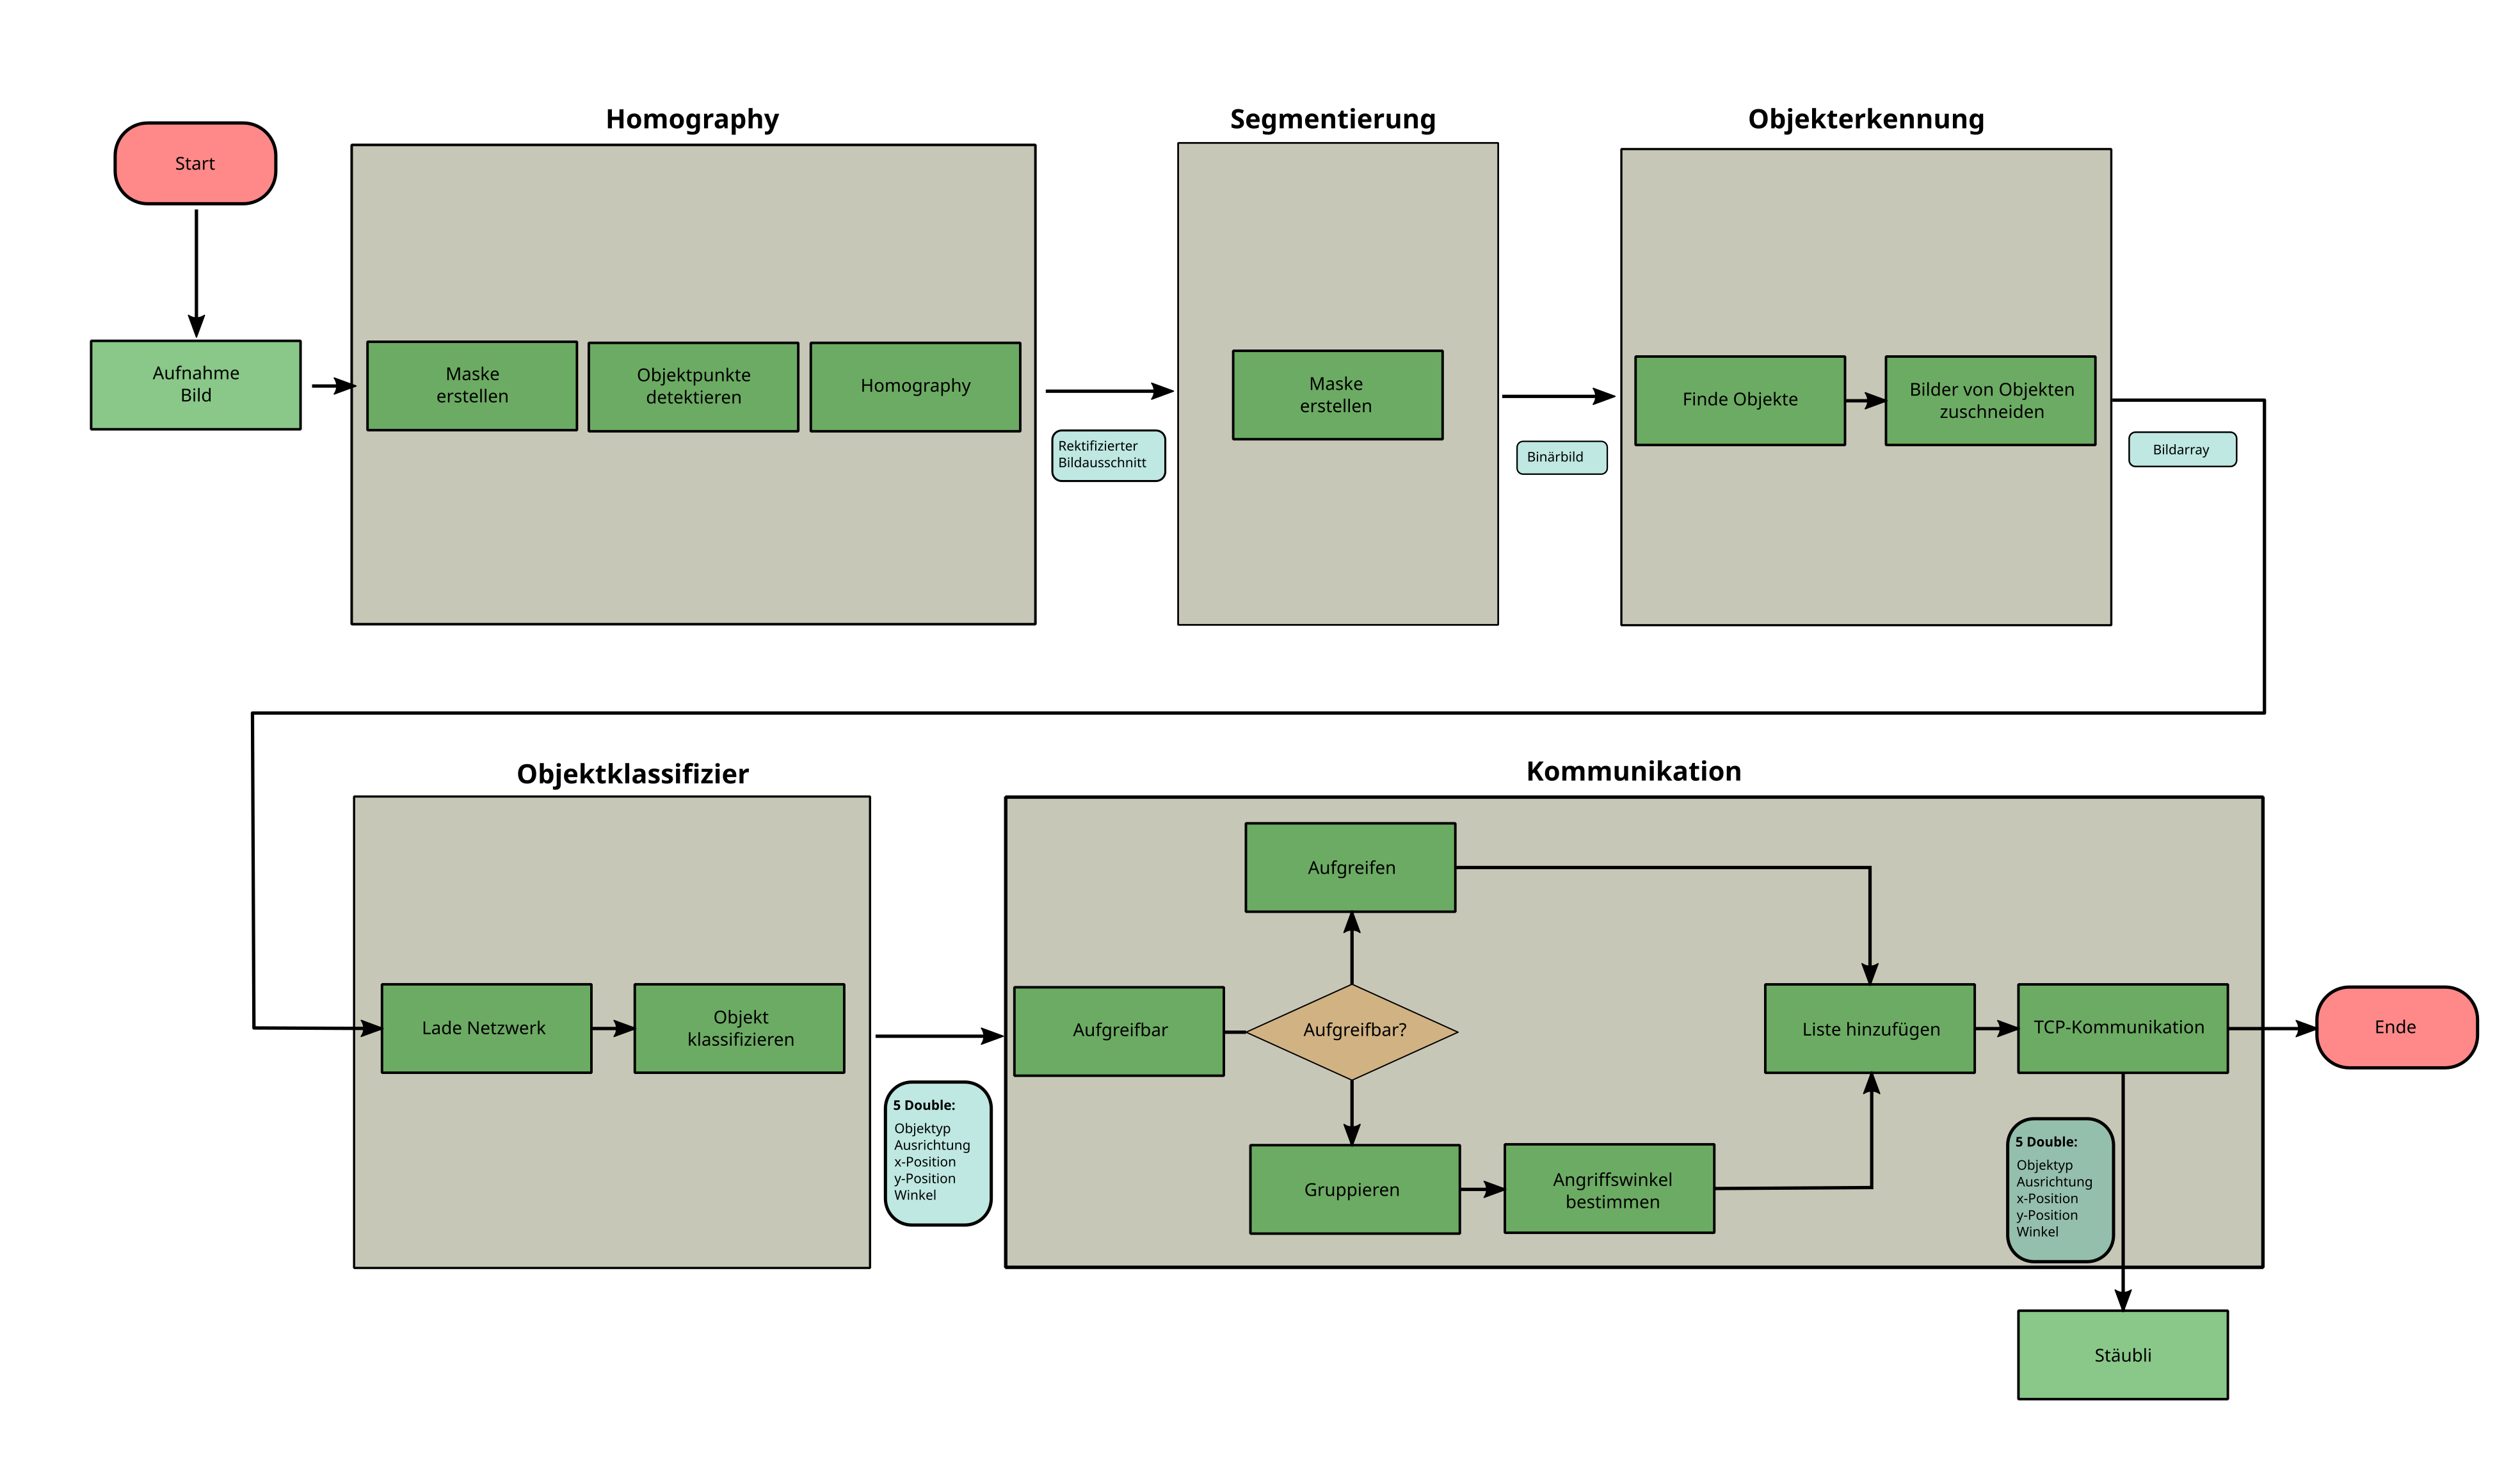 Homography
Segmentierung
Objekterkennung
Start
Aufnahme
Bild
Maske
erstellen
Objektpunkte
detektieren
Homography
Rektifizierter
Bildausschnitt
Maske
erstellen
Binärbild
Finde Objekte
Bilder von Objekten
zuschneiden
Bildarray
Objektklassifizier
Kommunikation
Lade Netzwerk
Objekt
klassifizieren
5 Double:
Objektyp
Ausrichtung
x-Position
y-Position
Winkel
Aufgreifbar
Aufgreifbar?
Aufgreifen
Gruppieren
Angriffswinkel
bestimmen
Liste hinzufügen
TCP-Kommunikation
5 Double:
Objektyp
Ausrichtung
x-Position
y-Position
Winkel
Ende
Stäubli